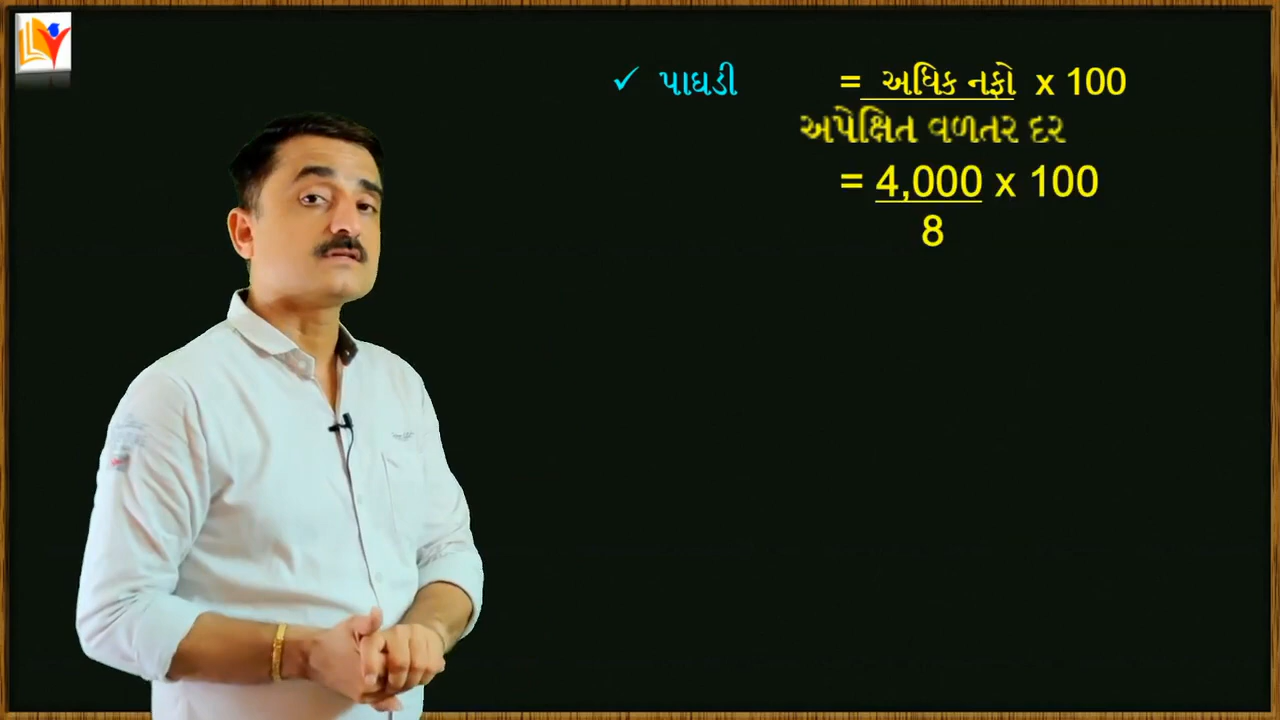 ✓ પાઘડી = અધિક નફો x 100
અપેક્ષિત વળતર દર
= 4,000 x 100
8